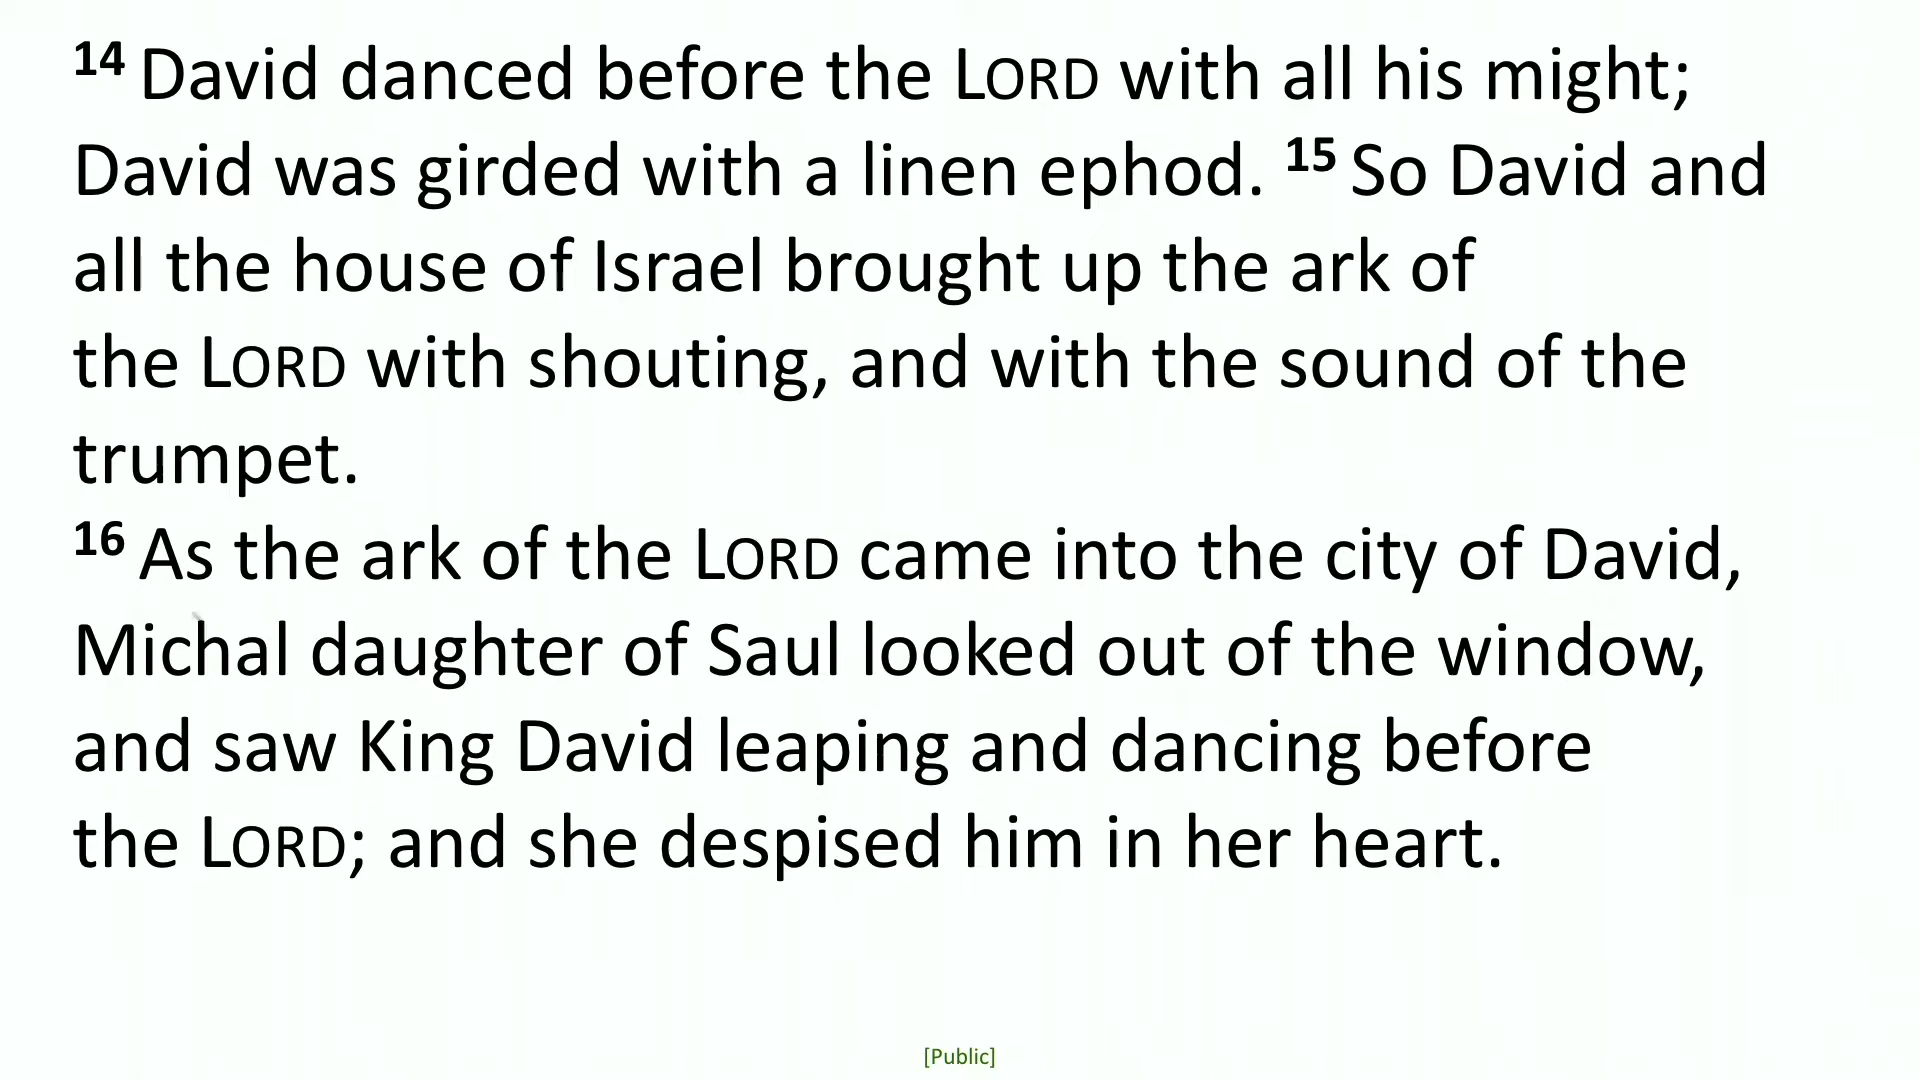 14 David danced before the LORD with all his might;
David was girded with a linen ephod. 15 So David and
all the house of Israel brought up the ark of
the LORD with shouting, and with the sound of the
trumpet.
16 As the ark of the LORD came into the city of David,
Michal daughter of Saul looked out of the window,
and saw King David leaping and dancing before
the LORD; and she despised him in her heart.
[Public]